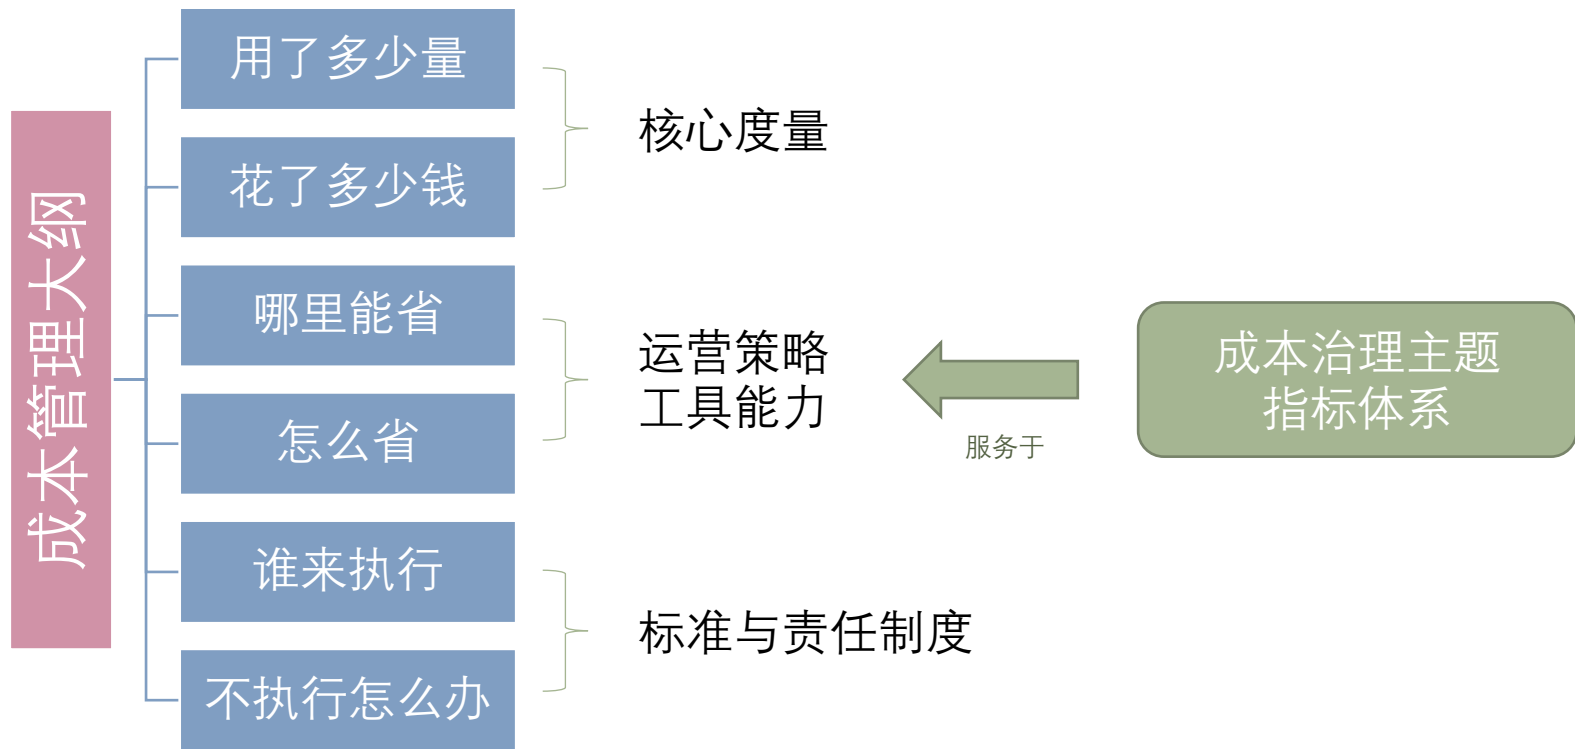 成本管理大纲
用了多少量
花了多少钱
哪里能省
怎么省
谁来执行
不执行怎么办
核心度量
运营策略
工具能力
标准与责任制度
服务于
成本治理主题
指标体系